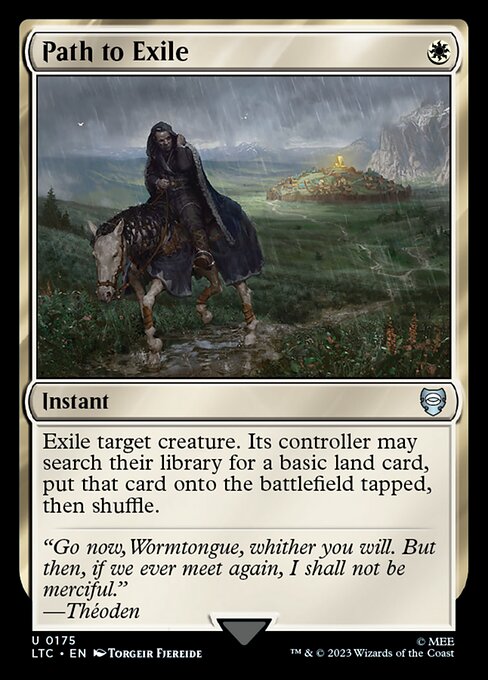 Path to Exile
Instant
Exile target creature. Its controller may
search their library for a basic land card,
put that card onto the battlefield tapped,
then shuffle.
“Go now, Wormtongue, whither you will. But
then, if we ever meet again, I shall not be
merciful.”
—Théoden
U 0175
LTC • EN Torgeir Fjereide
© MEE
™ & © 2023 Wizards of the Coast